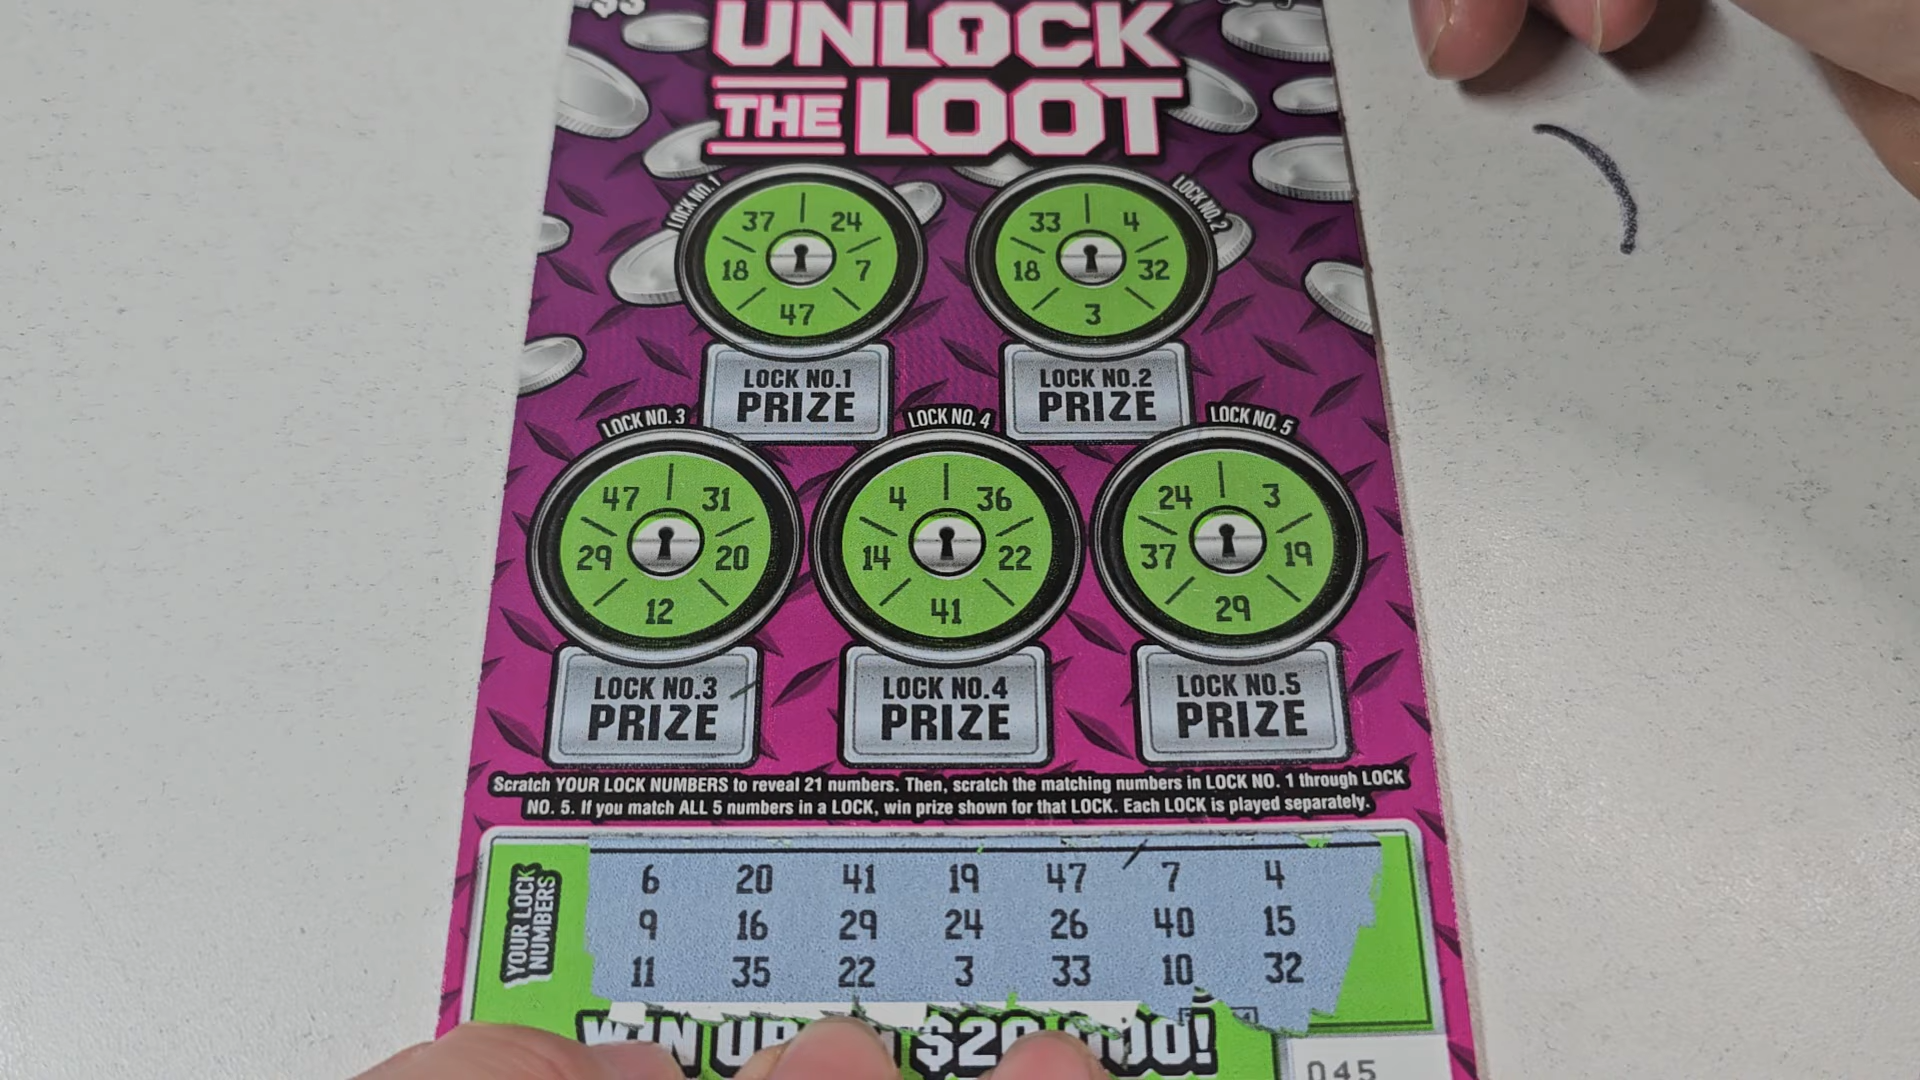 $3
UNLOCK
THE LOOT
LOCK NO. 1
LOCK NO. 2
37 24
18 7
47
33 4
18 32
3
LOCK NO.1
PRIZE
LOCK NO.2
PRIZE
LOCK NO. 3
LOCK NO. 4
LOCK NO. 5
47 31
29 20
12
4 36
14 22
41
24 3
37 19
29
LOCK NO.3
PRIZE
LOCK NO.4
PRIZE
LOCK NO.5
PRIZE
Scratch YOUR LOCK NUMBERS to reveal 21 numbers. Then, scratch the matching numbers in LOCK NO. 1 through LOCK
NO. 5. If you match ALL 5 numbers in a LOCK, win prize shown for that LOCK. Each LOCK is played separately.
YOUR LOCK
NUMBERS
6 20 41 19 47 7 4
9 16 29 24 26 40 15
11 35 22 3 33 10 32
WIN UP
045